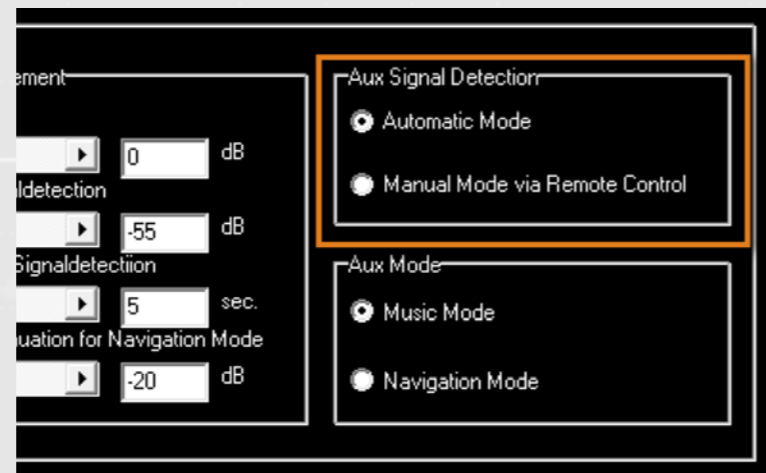 ement
0 dB
ldetection
-55 dB
Signaldetectiion
5 sec.
uation for Navigation Mode
-20 dB
Aux Signal Detection
Automatic Mode
Manual Mode via Remote Control
Aux Mode
Music Mode
Navigation Mode